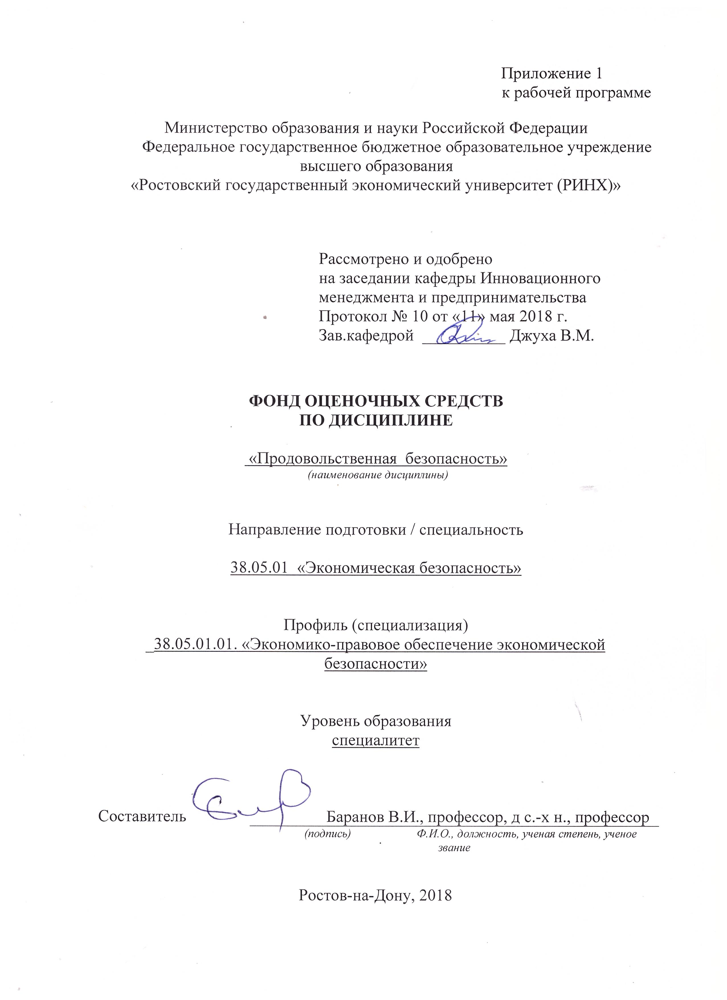 Приложение 1
к рабочей программе
Министерство образования и науки Российской Федерации
Федеральное государственное бюджетное образовательное учреждение
высшего образования
«Ростовский государственный экономический университет (РИНХ)»
Рассмотрено и одобрено
на заседании кафедры Инновационного
менеджмента и предпринимательства
Протокол № 10 от «11» мая 2018 г.
Зав.кафедрой __________ Джуха В.М.
ФОНД ОЦЕНОЧНЫХ СРЕДСТВ
ПО ДИСЦИПЛИНЕ
«Продовольственная безопасность»
(наименование дисциплины)
Направление подготовки / специальность
38.05.01 «Экономическая безопасность»
Профиль (специализация)
38.05.01.01. «Экономико-правовое обеспечение экономической
безопасности»
Уровень образования
специалитет
Составитель Баранов В.И., профессор, д с.-х н., профессор
(подпись) Ф.И.О., должность, ученая степень, ученое
звание
Ростов-на-Дону, 2018